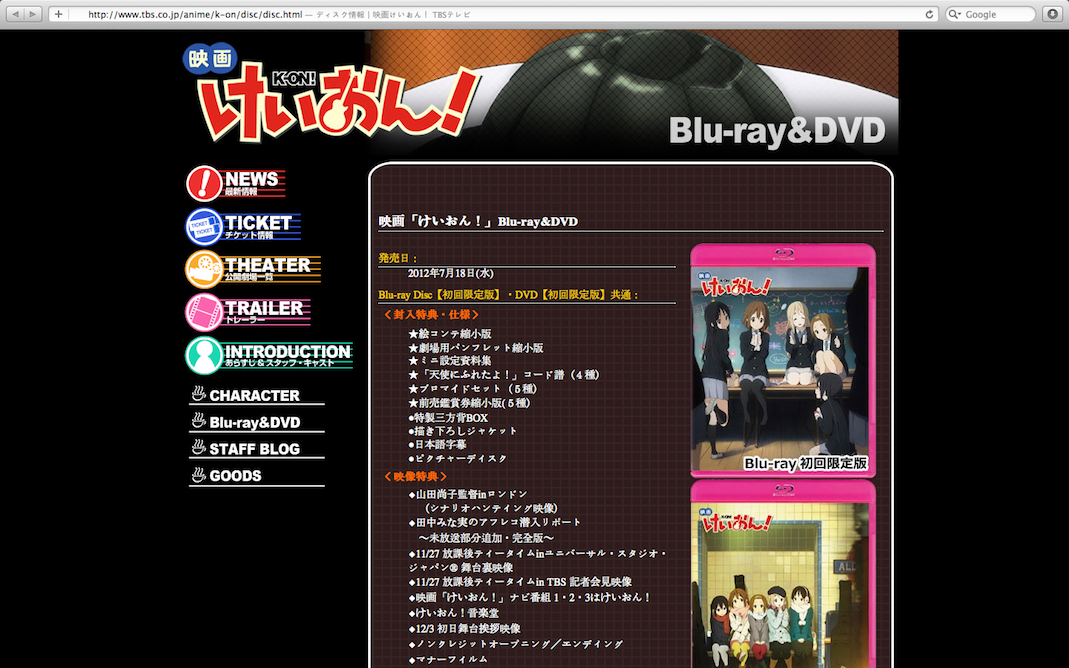 http://www.tbs.co.jp/anime/k-on/disc/disc.html — ディスク情報 | 映画けいおん！ TBSテレビ
Google
映画
K-ON!
けいおん!
Blu-ray&DVD
NEWS
最新情報
TICKET
チケット情報
THEATER
公開劇場一覧
TRAILER
トレーラー
INTRODUCTION
あらすじ&スタッフ・キャスト
CHARACTER
Blu-ray&DVD
STAFF BLOG
GOODS
映画「けいおん！」Blu-ray&DVD
発売日：
2012年7月18日(水)
Blu-ray Disc【初回限定版】・DVD【初回限定版】共通：
＜封入特典・仕様＞
★絵コンテ縮小版
★劇場用パンフレット縮小版
★ミニ設定資料集
★「天使にふれたよ！」コード譜（４種）
★ブロマイドセット（５種）
★前売鑑賞券縮小版(５種)
●特製三方背BOX
●描き下ろしジャケット
●日本語字幕
●ピクチャーディスク
＜映像特典＞
◆山田尚子監督inロンドン
（シナリオハンティング映像）
◆田中みな実のアフレコ潜入リポート
～未放送部分追加・完全版～
◆11/27 放課後ティータイムinユニバーサル・スタジオ・
ジャパン® 舞台裏映像
◆11/27 放課後ティータイムin TBS 記者会見映像
◆映画「けいおん！」ナビ番組 1・2・3はけいおん！
◆けいおん！音楽堂
◆12/3 初日舞台挨拶映像
◆ノンクレジットオープニング／エンディング
◆マナーフィルム
映画
けいおん!
Blu-ray 初回限定版
映画
K-ON!
けいおん!
ALL